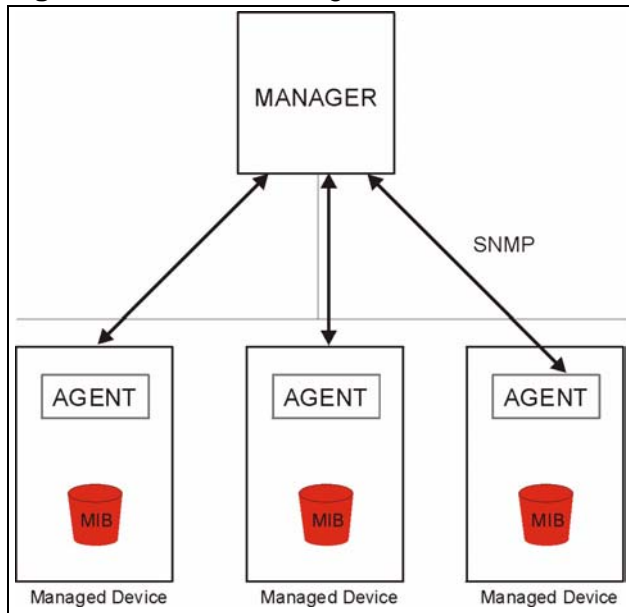 MANAGER
SNMP
AGENT AGENT AGENT
MIB MIB MIB
Managed Device Managed Device Managed Device